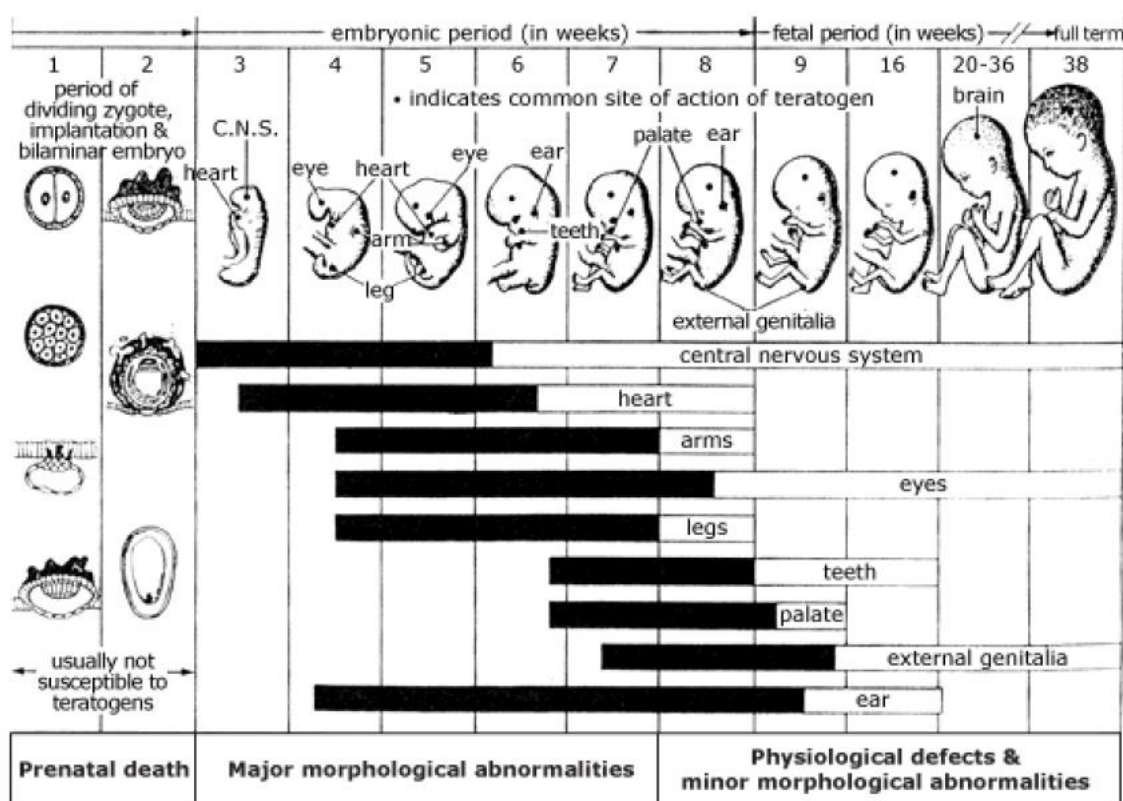 embryonic period (in weeks)
fetal period (in weeks)
full term
1
2
3
4
5
6
7
8
9
16
20-36
38
period of
dividing zygote,
implantation &
bilaminar embryo
• indicates common site of action of teratogen
C.N.S.
heart
eye
heart
eye
ear
palate
ear
brain
arm
teeth
leg
external genitalia
central nervous system
heart
arms
eyes
legs
teeth
palate
external genitalia
ear
usually not
susceptible to
teratogens
Prenatal death
Major morphological abnormalities
Physiological defects &
minor morphological abnormalities